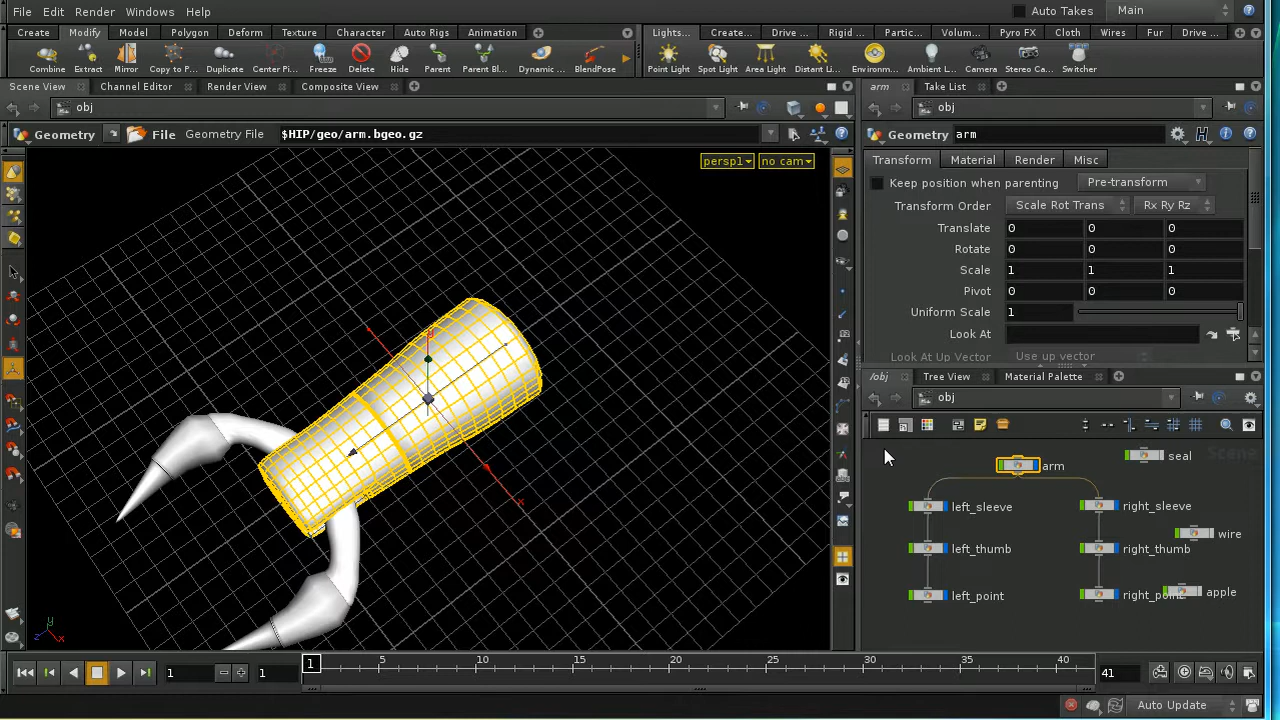 File Edit Render Windows Help Auto Takes Main
Create Modify Model Polygon Deform Texture Character Auto Rigs Animation Lights... Create... Drive ... Rigid ... Partic... Volum... Pyro FX Cloth Wires Fur Drive ...
Combine Extract Mirror Copy to P... Duplicate Center Pi... Freeze Delete Hide Parent Parent Bl... Dynamic ... BlendPose Point Light Spot Light Area Light Distant Li... Environm... Ambient L... Camera Stereo Ca... Switcher
Scene View Channel Editor Render View Composite View arm Take List
obj obj
Geometry File Geometry File $HIP/geo/arm.bgeo.gz Geometry arm
persp1 no cam
Transform Material Render Misc
Keep position when parenting Pre-transform
Transform Order Scale Rot Trans Rx Ry Rz
Translate 0 0 0
Rotate 0 0 0
Scale 1 1 1
Pivot 0 0 0
Uniform Scale 1
Look At
Look At Up Vector Use up vector
/obj Tree View Material Palette
obj
Scene
arm seal
left_sleeve right_sleeve
wire
left_thumb right_thumb
left_point apple
x
y
z x
1 1 1 5 10 15 20 25 30 35 40 41
Auto Update